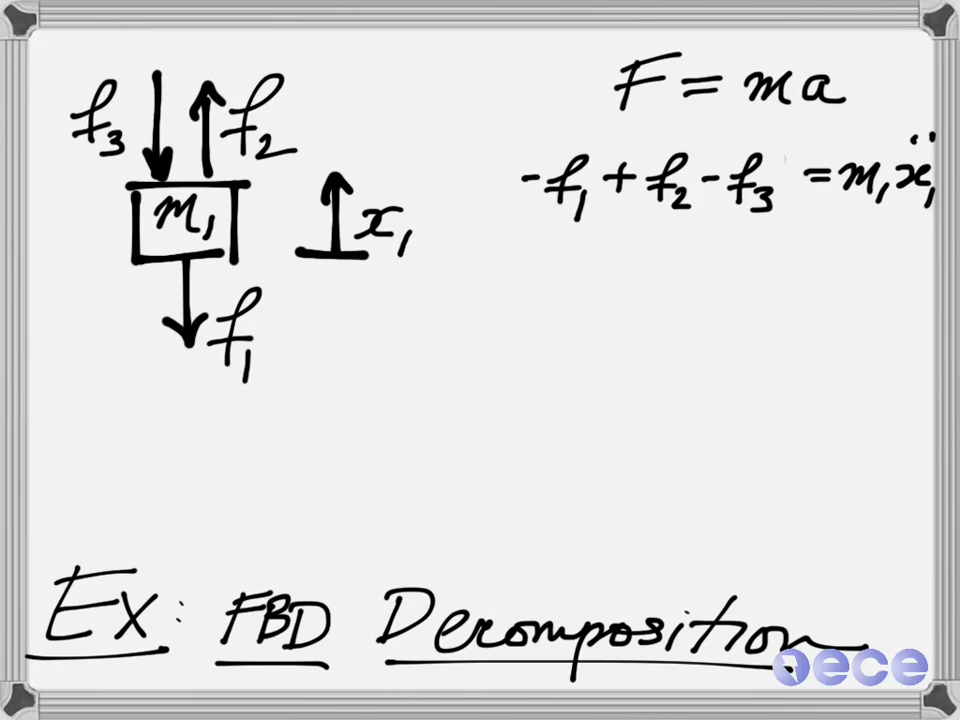 f₃ f₂
m₁
x₁
f₁
F = ma
-f₁ + f₂ - f₃ = m₁ẍ₁
Ex: FBD Decomposition
ece